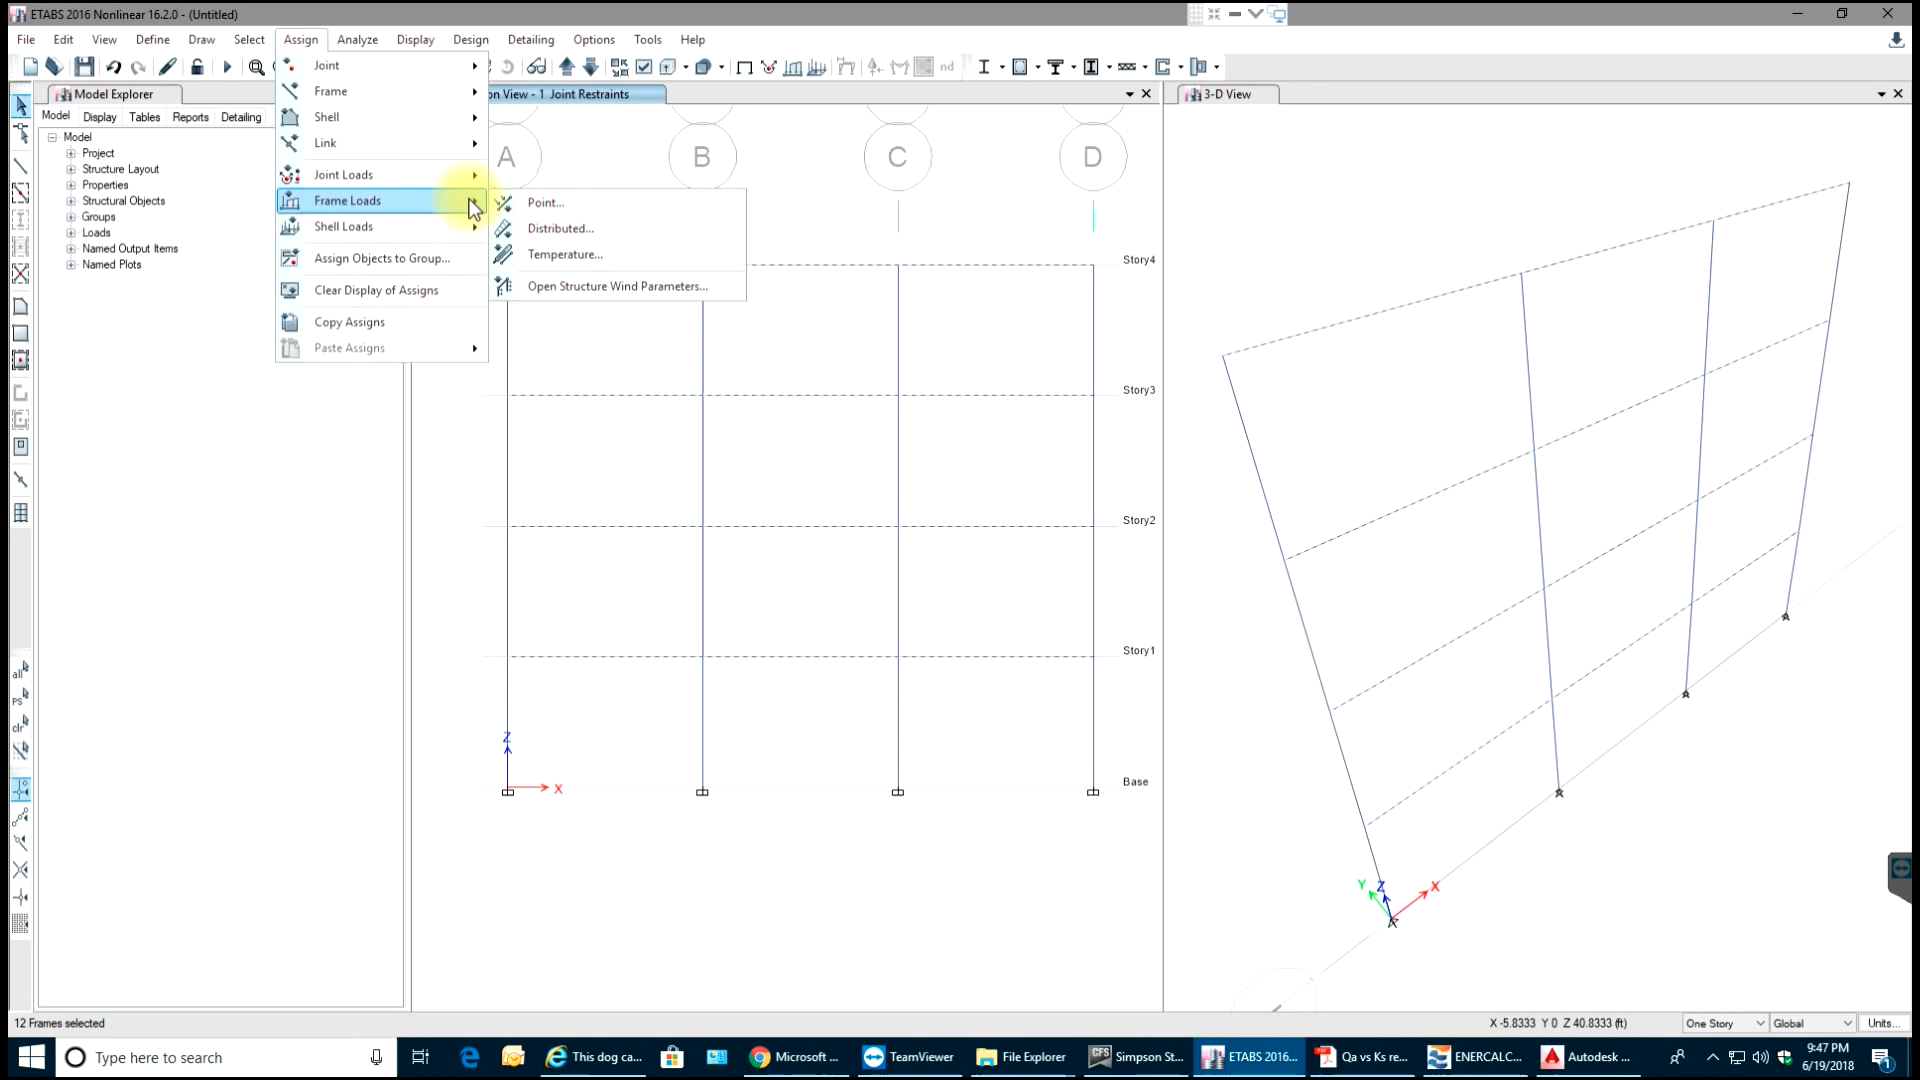 ETABS 2016 Nonlinear 16.2.0 - (Untitled)
File Edit View Define Draw Select Assign Analyze Display Design Detailing Options Tools Help
nd
Model Explorer
on View - 1 Joint Restraints
3-D View
Model Display Tables Reports Detailing
Model
Project
Structure Layout
Properties
Structural Objects
Groups
Loads
Named Output Items
Named Plots
Joint
Frame
Shell
Link
Joint Loads
Frame Loads
Shell Loads
Assign Objects to Group...
Clear Display of Assigns
Copy Assigns
Paste Assigns
Point...
Distributed...
Temperature...
Open Structure Wind Parameters...
A B C D
Story4
Story3
Story2
Story1
Base
Z
X
Y Z X
all
ps
clr
12 Frames selected
X -5.8333 Y 0 Z 40.8333 (ft)
One Story
Global
Units...
Type here to search
This dog ca...
Microsoft ...
TeamViewer
File Explorer
CFS
Simpson St...
ETABS 2016...
Qa vs Ks re...
ENERCALC...
Autodesk ...
9:47 PM
6/19/2018
1